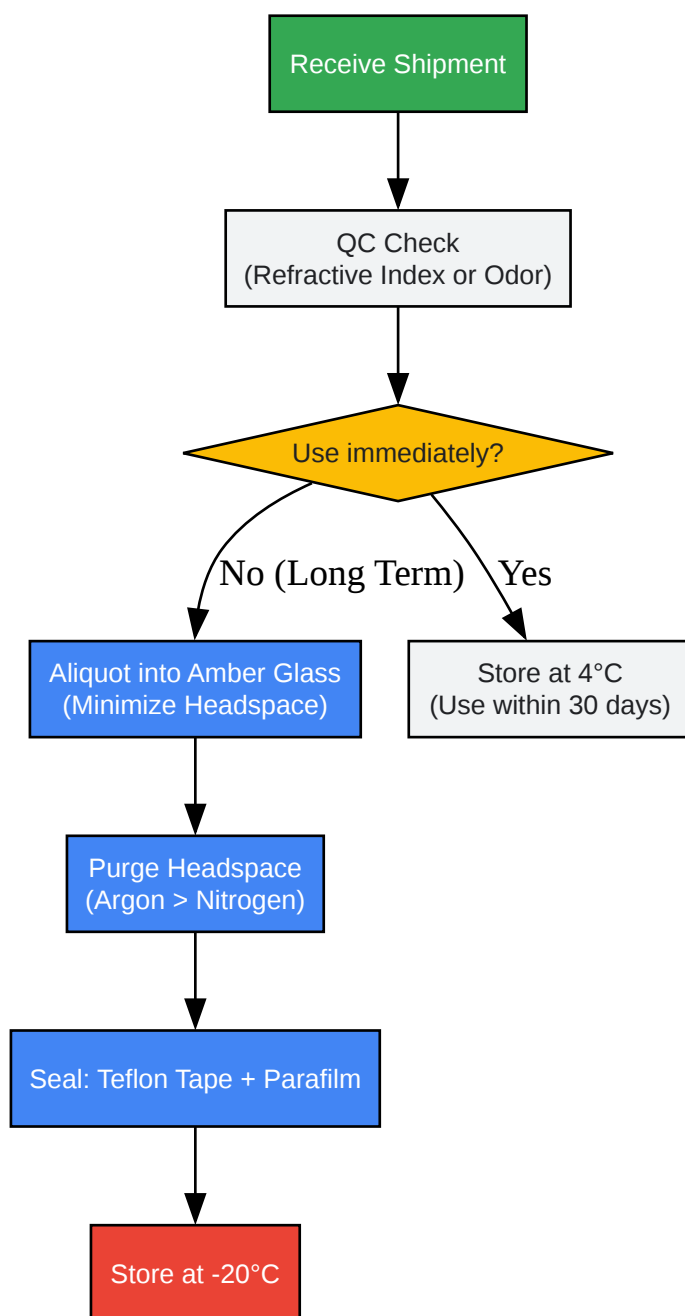 Receive Shipment
QC Check
(Refractive Index or Odor)
Use immediately?
No (Long Term)
Yes
Aliquot into Amber Glass
(Minimize Headspace)
Store at 4°C
(Use within 30 days)
Purge Headspace
(Argon > Nitrogen)
Seal: Teflon Tape + Parafilm
Store at -20°C